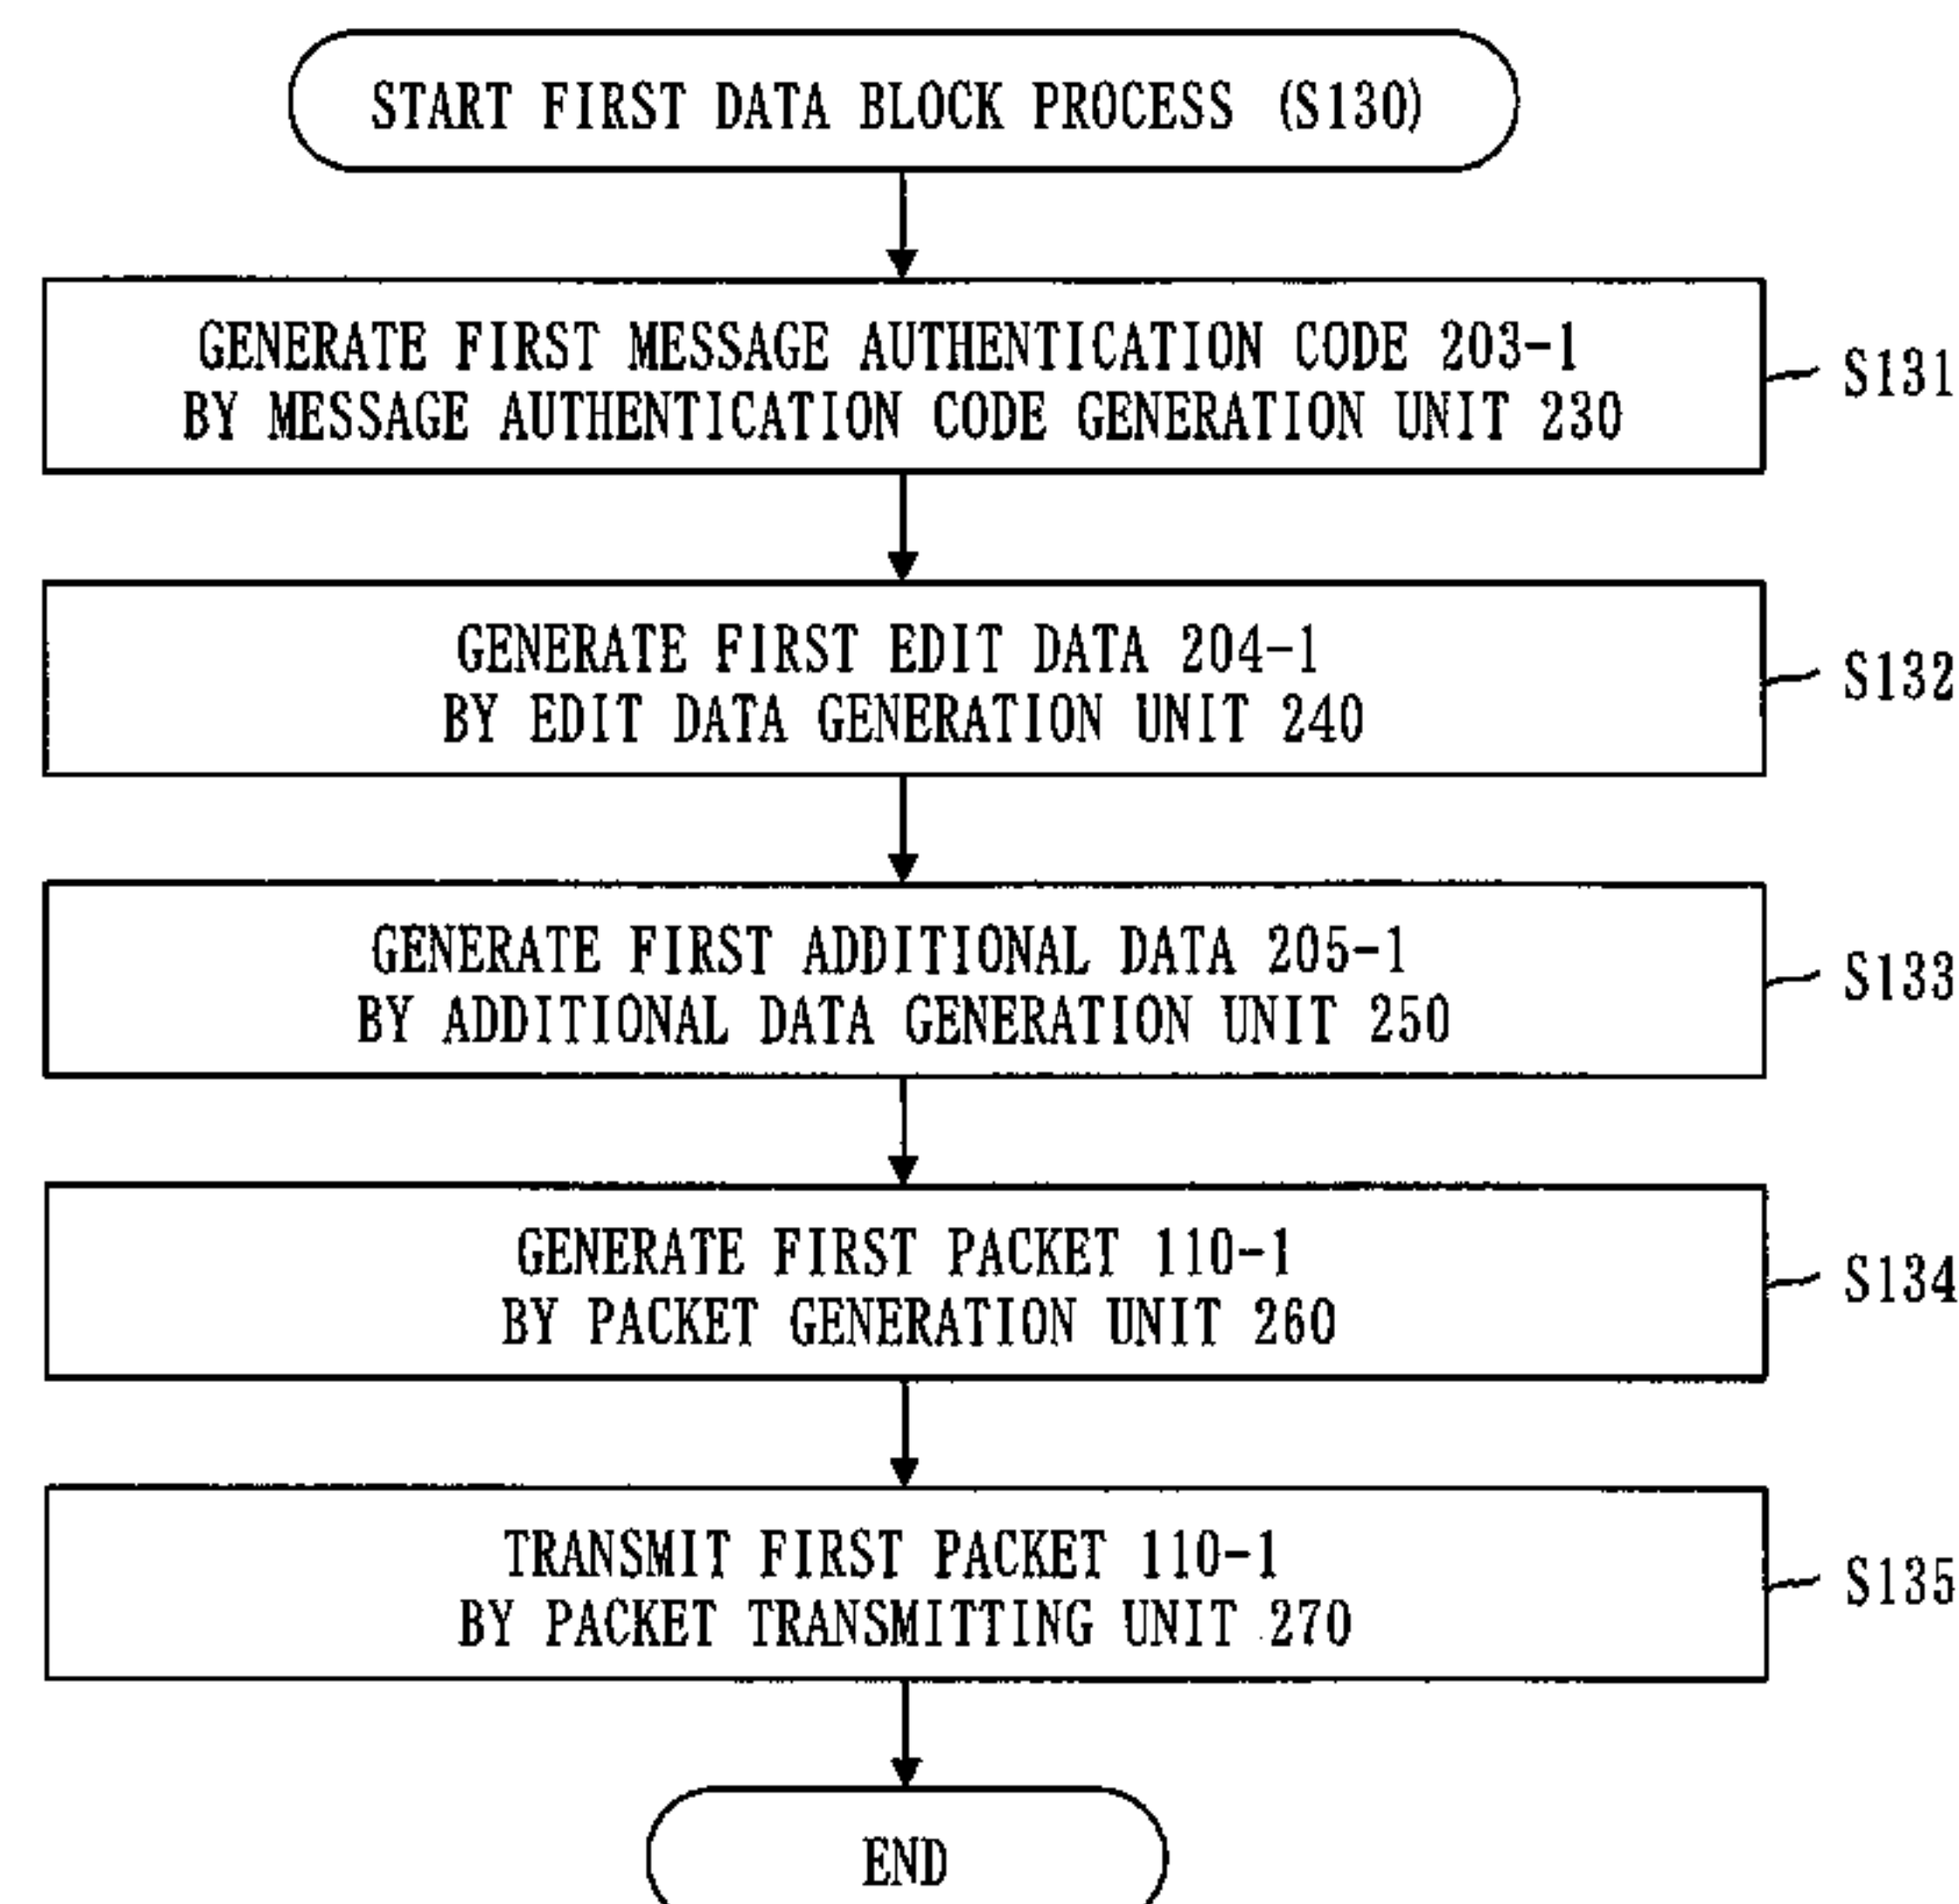 START FIRST DATA BLOCK PROCESS (S130)
GENERATE FIRST MESSAGE AUTHENTICATION CODE 203-1
BY MESSAGE AUTHENTICATION CODE GENERATION UNIT 230
S131
GENERATE FIRST EDIT DATA 204-1
BY EDIT DATA GENERATION UNIT 240
S132
GENERATE FIRST ADDITIONAL DATA 205-1
BY ADDITIONAL DATA GENERATION UNIT 250
S133
GENERATE FIRST PACKET 110-1
BY PACKET GENERATION UNIT 260
S134
TRANSMIT FIRST PACKET 110-1
BY PACKET TRANSMITTING UNIT 270
S135
END